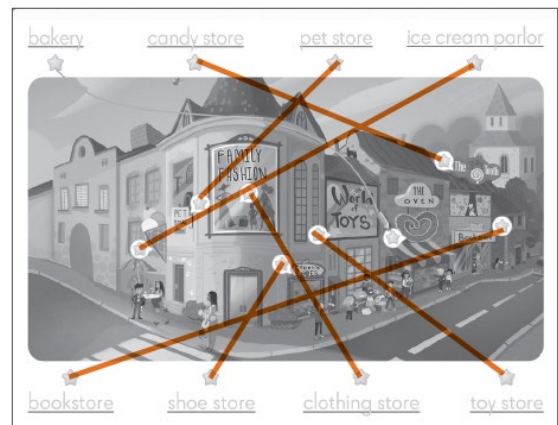 bakery
candy store
pet store
ice cream parlor
FAMILY
FASHION
PET
The
World
of
TOYS
THE
OVEN
bookstore
shoe store
clothing store
toy store